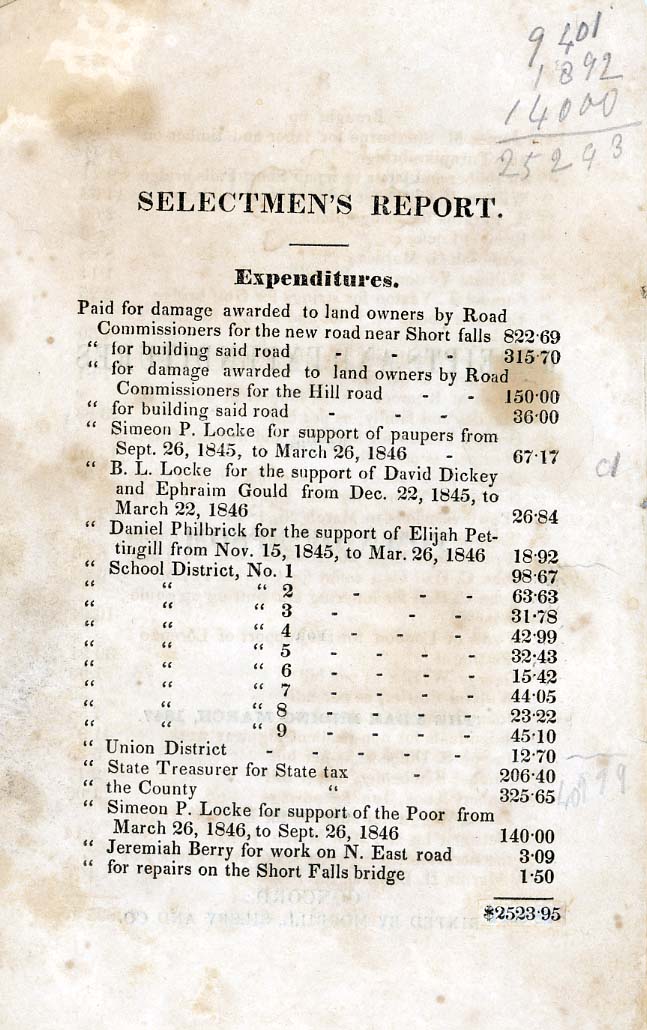 9 401
1892
14000
25293
SELECTMEN'S REPORT.
Expenditures.
Paid for damage awarded to land owners by Road
Commissioners for the new road near Short falls 822·69
“ for building said road - - - 315·70
“ for damage awarded to land owners by Road
Commissioners for the Hill road - - 150·00
“ for building said road - - - 36·00
“ Simeon P. Locke for support of paupers from
Sept. 26, 1845, to March 26, 1846 - 67·17
“ B. L. Locke for the support of David Dickey
and Ephraim Gould from Dec. 22, 1845, to
March 22, 1846 26·84
“ Daniel Philbrick for the support of Elijah Pet-
tingill from Nov. 15, 1845, to Mar. 26, 1846 18·92
“ School District, No. 1 98·67
“ “ “ 2 - - - 63·63
“ “ “ 3 - - - 31·78
“ “ “ 4 - - - - 42·99
“ “ “ 5 - - - - 32·43
“ “ “ 6 - - - - 15·42
“ “ “ 7 - - - - 44·05
“ “ “ 8 - - - - 23·22
“ “ “ 9 - - - - 45·10
“ Union District - - - - - 12·70
“ State Treasurer for State tax - 206·40
“ the County “ 325·65
“ Simeon P. Locke for support of the Poor from
March 26, 1846, to Sept. 26, 1846 140·00
“ Jeremiah Berry for work on N. East road 3·09
“ for repairs on the Short Falls bridge 1·50
$2523·95